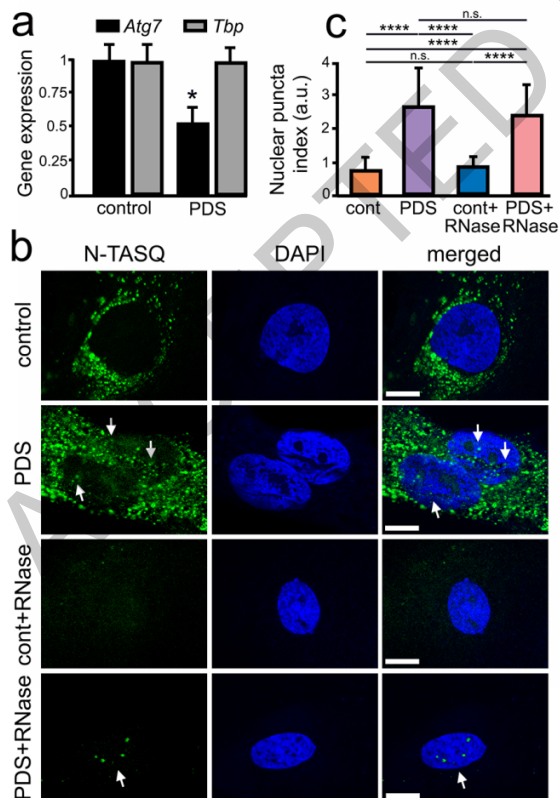 a
Atg7 Tbp
Gene expression
1
0.75
0.5
0.25
0
*
control PDS
c
n.s.
**** ****
****
n.s. ****
Nuclear puncta
index (a.u.)
4
3
2
1
0
cont PDS cont+ PDS+
RNase RNase
b
N-TASQ DAPI merged
control
PDS
cont+RNase
PDS+RNase
ACCEPTED